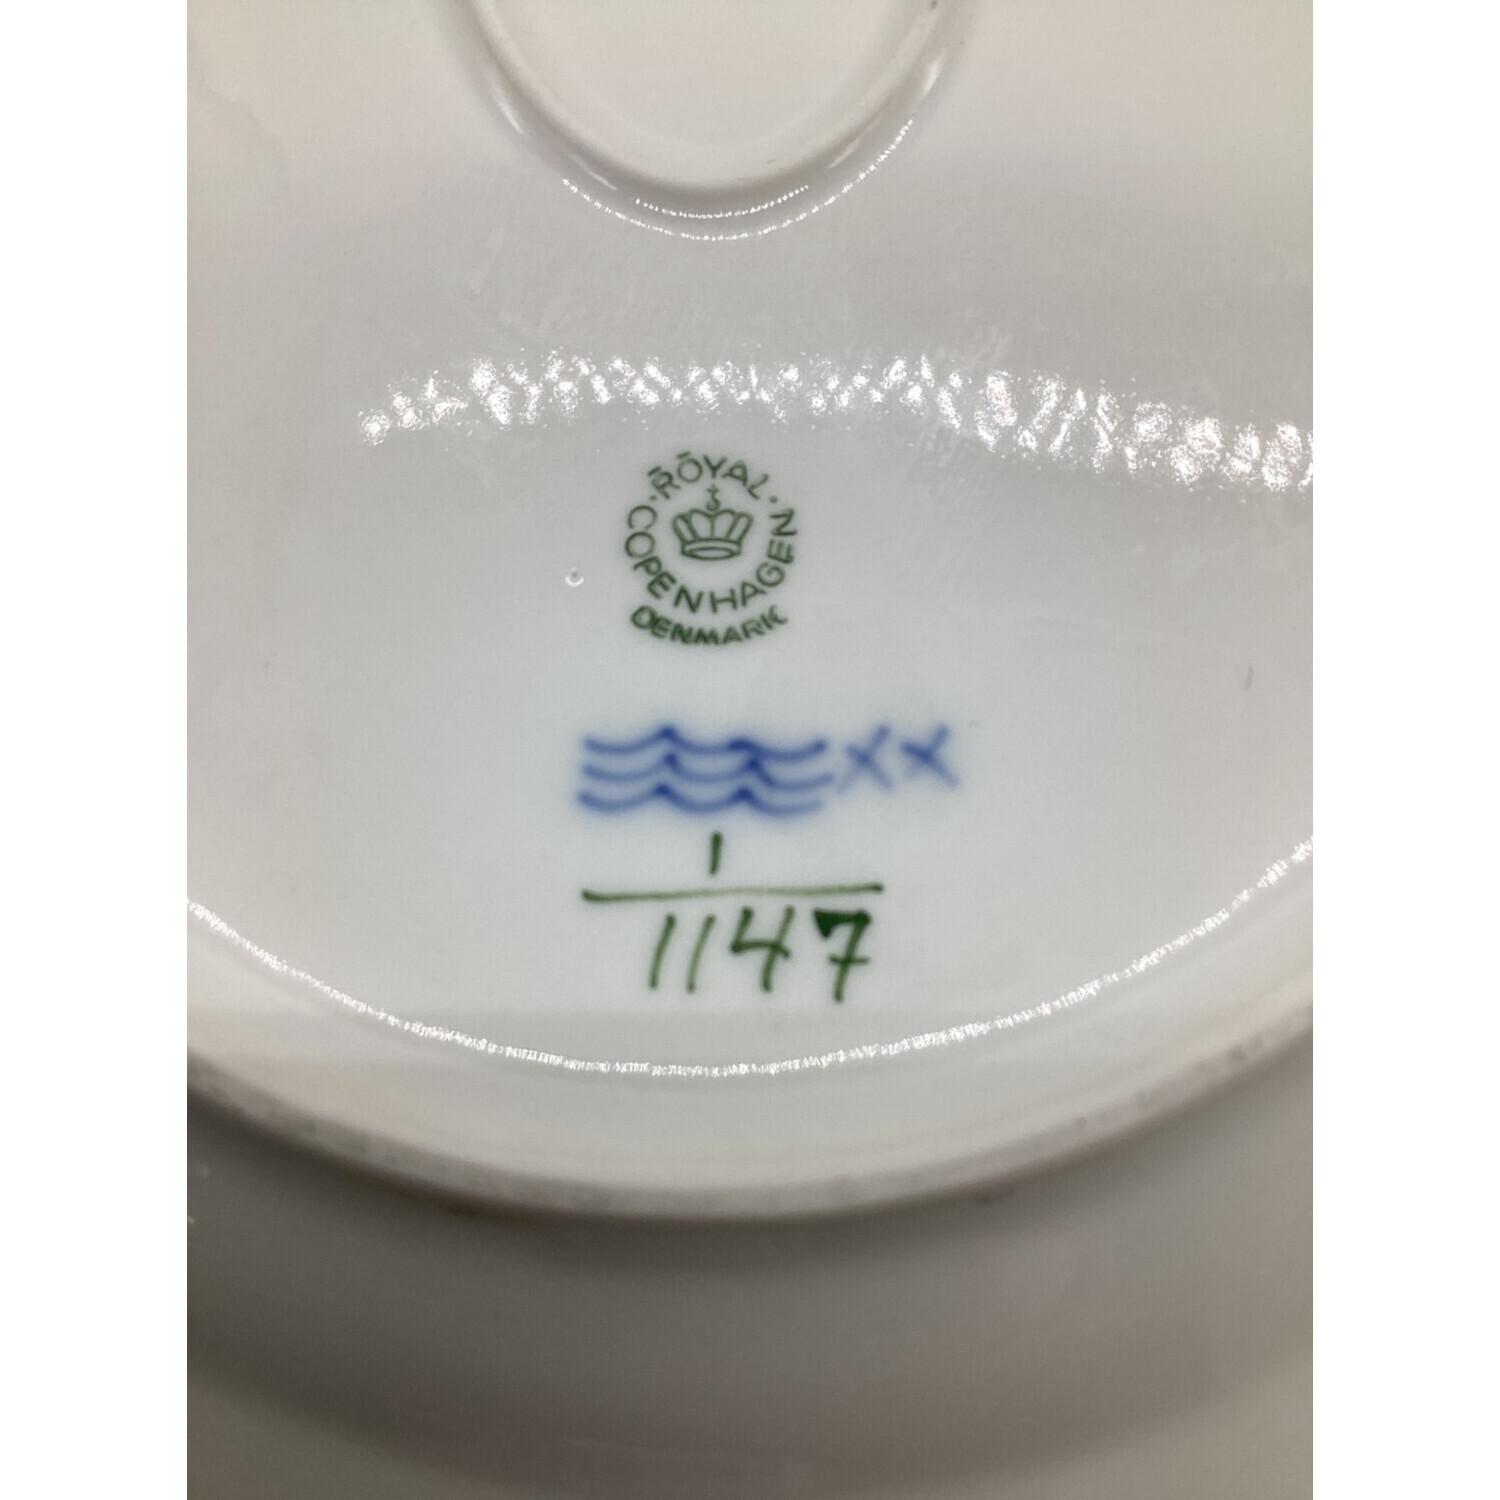 ROYAL
COPENHAGEN
DENMARK
XX
1
1147